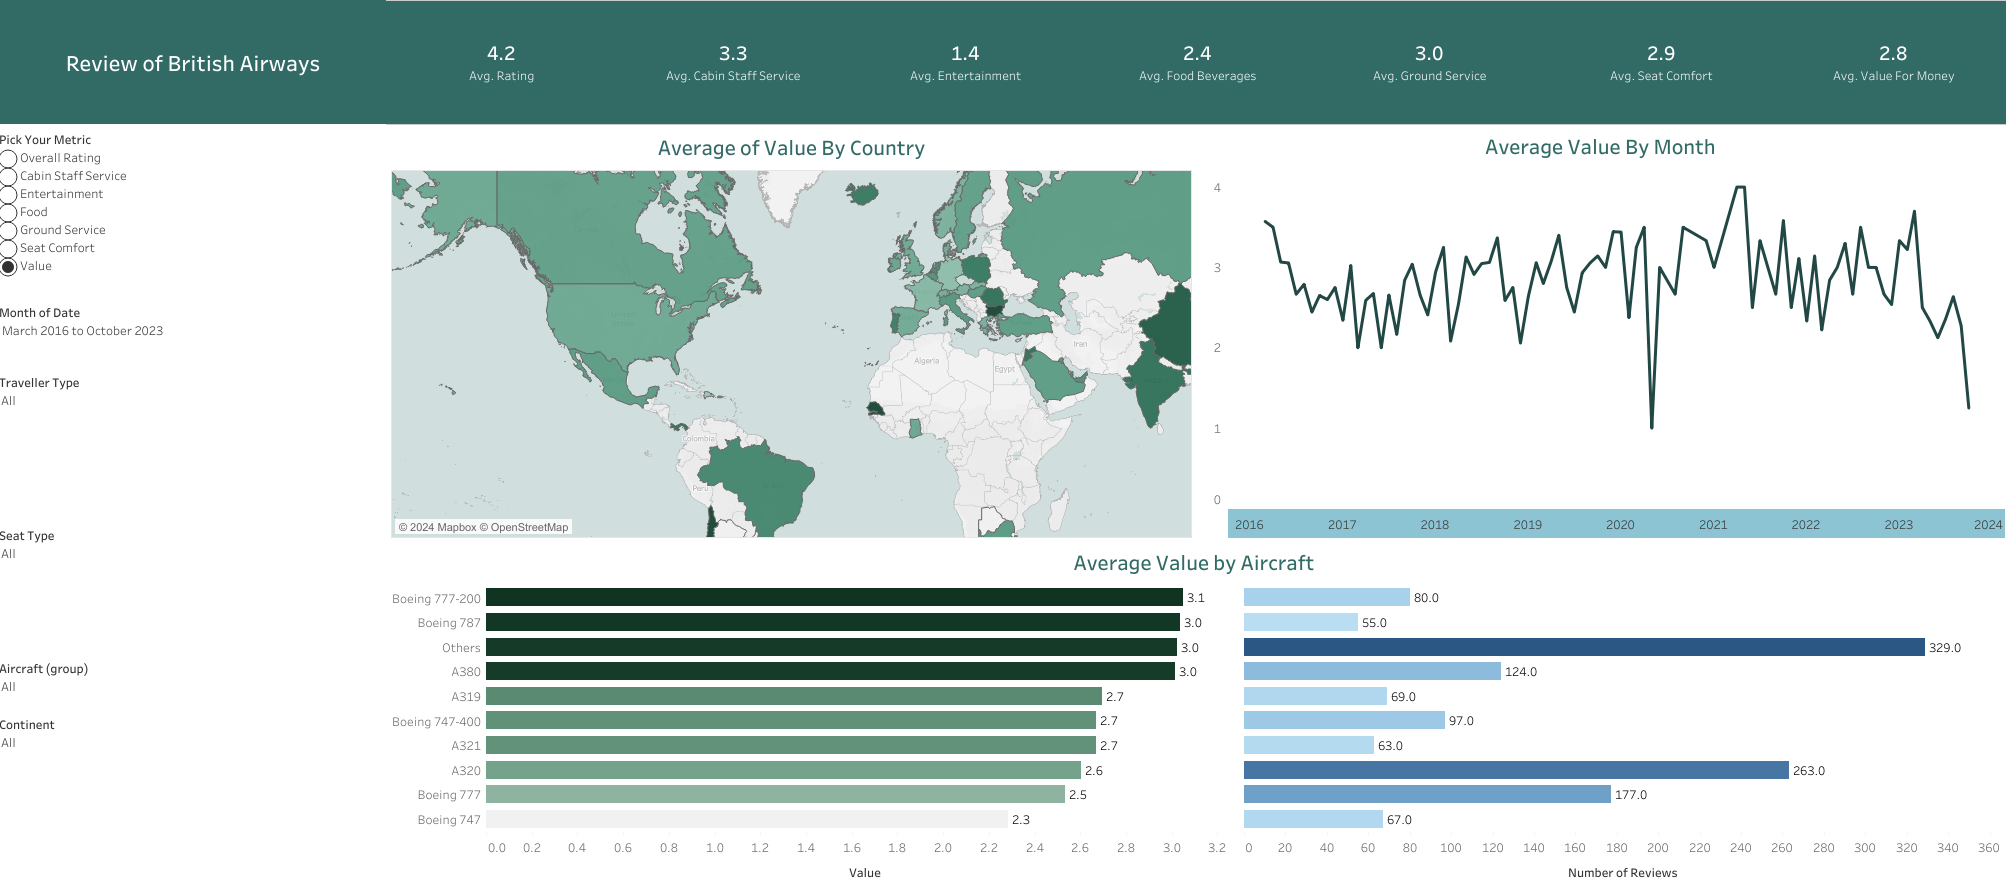 Review of British Airways
4.2
Avg. Rating
3.3
Avg. Cabin Staff Service
1.4
Avg. Entertainment
2.4
Avg. Food Beverages
3.0
Avg. Ground Service
2.9
Avg. Seat Comfort
2.8
Avg. Value For Money
Pick Your Metric
Overall Rating
Cabin Staff Service
Entertainment
Food
Ground Service
Seat Comfort
Value
Month of Date
March 2016 to October 2023
Traveller Type
All
Seat Type
All
Aircraft (group)
All
Continent
All
Average of Value By Country
Algeria
Egypt
Iran
Colombia
Peru
© 2024 Mapbox © OpenStreetMap
Average Value By Month
4
3
2
1
0
2016 2017 2018 2019 2020 2021 2022 2023 2024
Average Value by Aircraft
Boeing 777-200 3.1 80.0
Boeing 787 3.0 55.0
Others 3.0 329.0
A380 3.0 124.0
A319 2.7 69.0
Boeing 747-400 2.7 97.0
A321 2.7 63.0
A320 2.6 263.0
Boeing 777 2.5 177.0
Boeing 747 2.3 67.0
0.0 0.2 0.4 0.6 0.8 1.0 1.2 1.4 1.6 1.8 2.0 2.2 2.4 2.6 2.8 3.0 3.2
Value
0 20 40 60 80 100 120 140 160 180 200 220 240 260 280 300 320 340 360
Number of Reviews